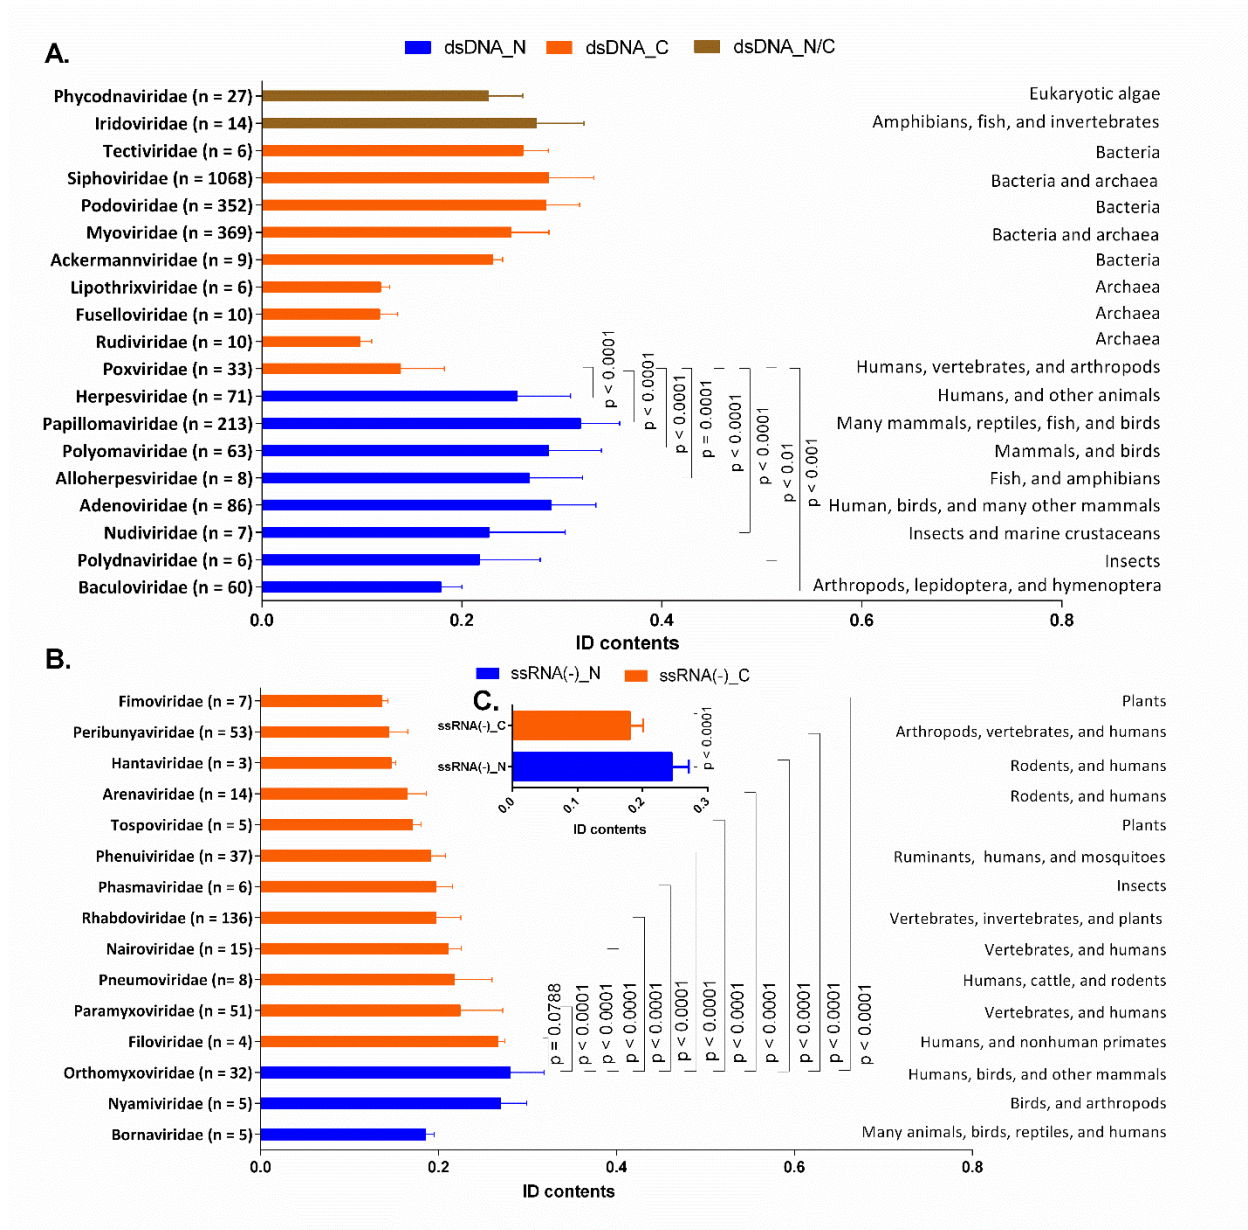 A.
dsDNA_N dsDNA_C dsDNA_N/C
Phycodnaviridae (n = 27) Eukaryotic algae
Iridoviridae (n = 14) Amphibians, fish, and invertebrates
Tectiviridae (n = 6) Bacteria
Siphoviridae (n = 1068) Bacteria and archaea
Podoviridae (n = 352) Bacteria
Myoviridae (n = 369) Bacteria and archaea
Ackermannviridae (n = 9) Bacteria
Lipothrixviridae (n = 6) Archaea
Fuselloviridae (n = 10) Archaea
Rudiviridae (n = 10) Archaea
Poxviridae (n = 33) Humans, vertebrates, and arthropods
Herpesviridae (n = 71) Humans, and other animals
Papillomaviridae (n = 213) Many mammals, reptiles, fish, and birds
Polyomaviridae (n = 63) Mammals, and birds
Alloherpesviridae (n = 8) Fish, and amphibians
Adenoviridae (n = 86) Human, birds, and many other mammals
Nudiviridae (n = 7) Insects and marine crustaceans
Polydnaviridae (n = 6) Insects
Baculoviridae (n = 60) Arthropods, lepidoptera, and hymenoptera
p < 0.0001
p < 0.0001
p < 0.0001
p = 0.0001
p < 0.0001
p < 0.0001
p < 0.01
p < 0.001
0.0 0.2 0.4 0.6 0.8
ID contents
B.
ssRNA(-)_N ssRNA(-)_C
Fimoviridae (n = 7) Plants
Peribunyaviridae (n = 53) Arthropods, vertebrates, and humans
Hantaviridae (n = 3) Rodents, and humans
Arenaviridae (n = 14) Rodents, and humans
Tospoviridae (n = 5) Plants
Phenuiviridae (n = 37) Ruminants, humans, and mosquitoes
Phasmaviridae (n = 6) Insects
Rhabdoviridae (n = 136) Vertebrates, invertebrates, and plants
Nairoviridae (n = 15) Vertebrates, and humans
Pneumoviridae (n= 8) Humans, cattle, and rodents
Paramyxoviridae (n = 51) Vertebrates, and humans
Filoviridae (n = 4) Humans, and nonhuman primates
Orthomyxoviridae (n = 32) Humans, birds, and other mammals
Nyamiviridae (n = 5) Birds, and arthropods
Bornaviridae (n = 5) Many animals, birds, reptiles, and humans
p = 0.0788
p < 0.0001
p < 0.0001
p < 0.0001
p < 0.0001
p < 0.0001
p < 0.0001
p < 0.0001
p < 0.0001
p < 0.0001
p < 0.0001
p < 0.0001
0.0 0.2 0.4 0.6 0.8
ID contents
C.
ssRNA(-)_C
ssRNA(-)_N
p < 0.0001
0.0 0.1 0.2 0.3
ID contents